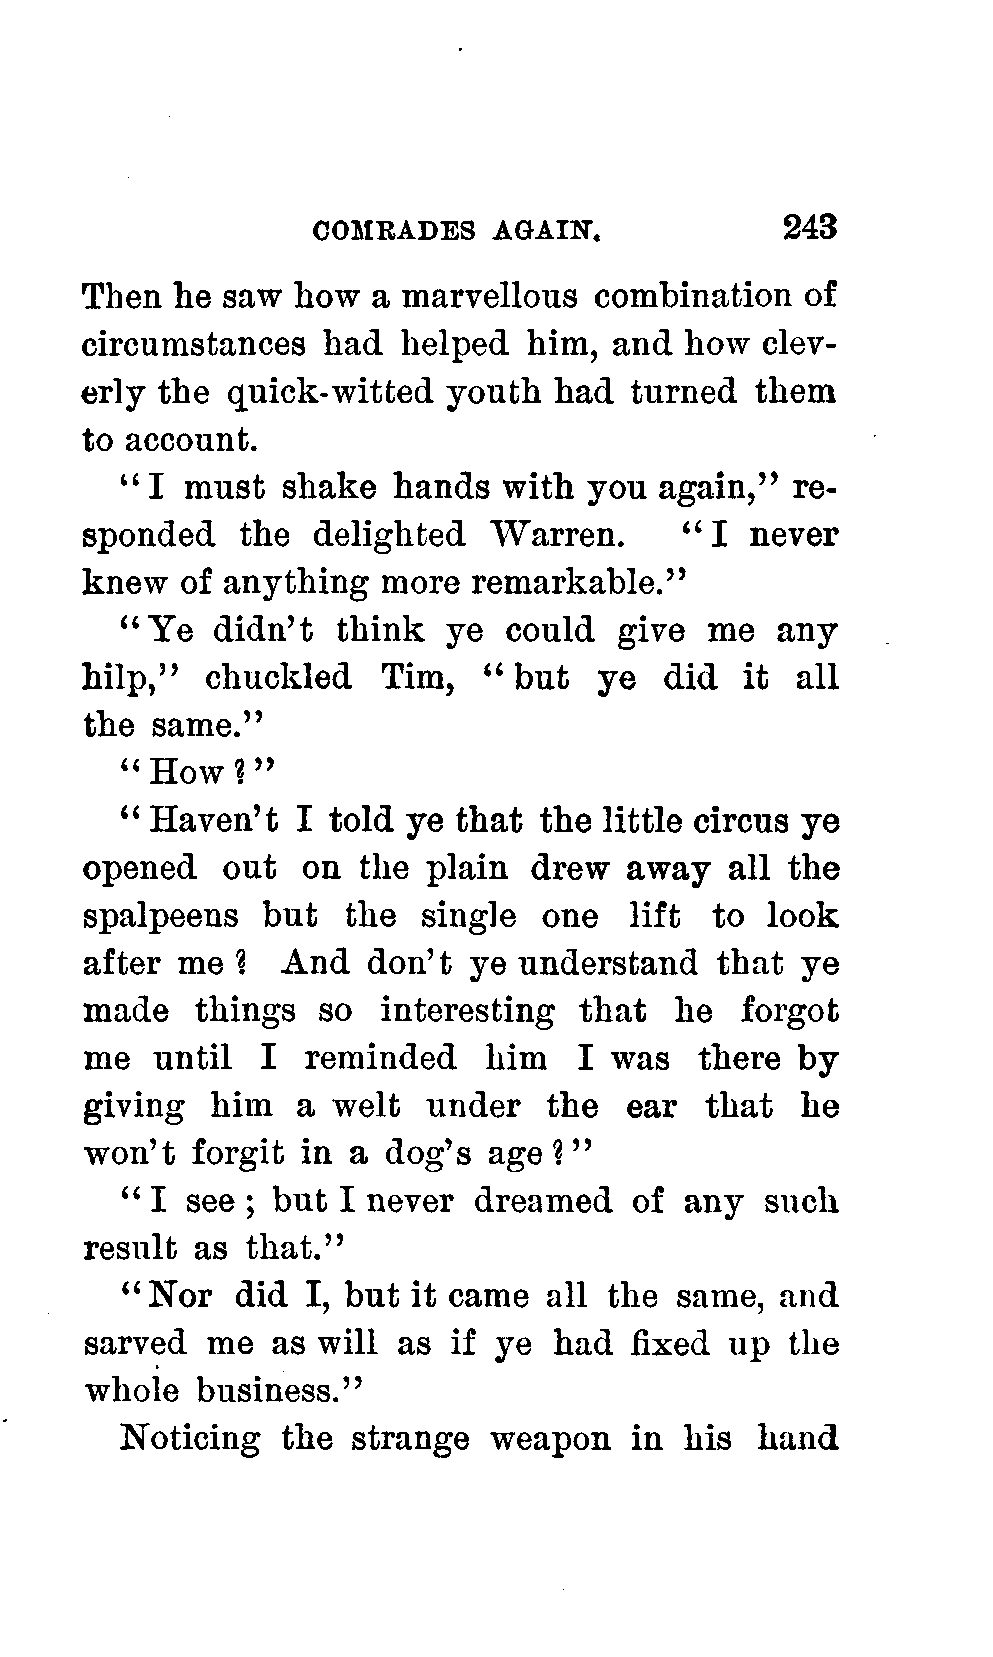 COMRADES AGAIN. 243
Then he saw how a marvellous combination of
circumstances had helped him, and how clev-
erly the quick-witted youth had turned them
to account.
“I must shake hands with you again,” re-
sponded the delighted Warren. “I never
knew of anything more remarkable.”
“Ye didn’t think ye could give me any
hilp,” chuckled Tim, “but ye did it all
the same.”
“How?”
“Haven’t I told ye that the little circus ye
opened out on the plain drew away all the
spalpeens but the single one lift to look
after me? And don’t ye understand that ye
made things so interesting that he forgot
me until I reminded him I was there by
giving him a welt under the ear that he
won’t forgit in a dog’s age?”
“I see; but I never dreamed of any such
result as that.”
“Nor did I, but it came all the same, and
sarved me as will as if ye had fixed up the
whole business.”
Noticing the strange weapon in his hand